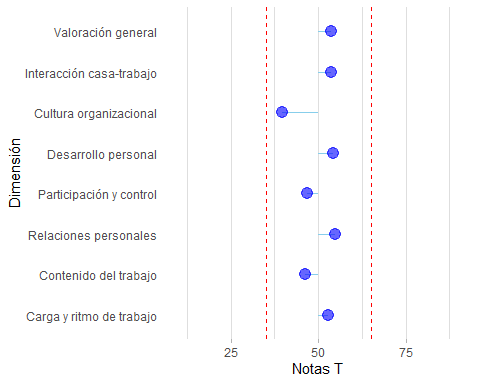 Valoración general
Interacción casa-trabajo
Cultura organizacional
Desarrollo personal
Participación y control
Relaciones personales
Contenido del trabajo
Carga y ritmo de trabajo
Dimensión
25 50 75
Notas T